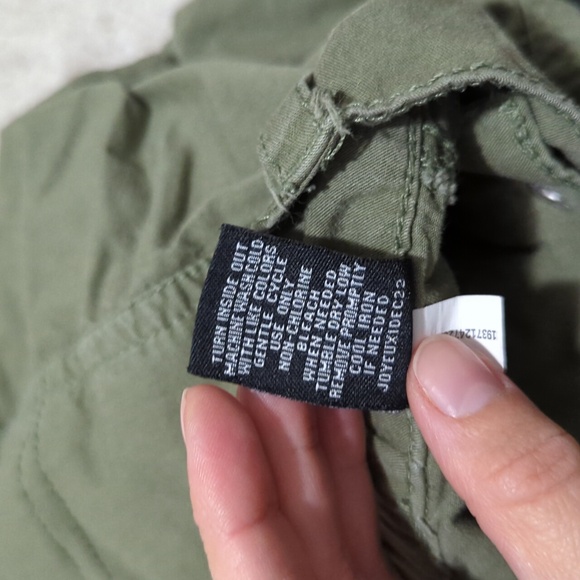 TURN INSIDE OUT
MACHINE WASH COLD
WITH LIKE COLORS
GENTLE CYCLE
USE ONLY
NON-CHLORINE
BLEACH
WHEN NEEDED
TUMBLE DRY LOW
REMOVE PROMPTLY
COOL IRON
IF NEEDED
JOYEUX10DEC22